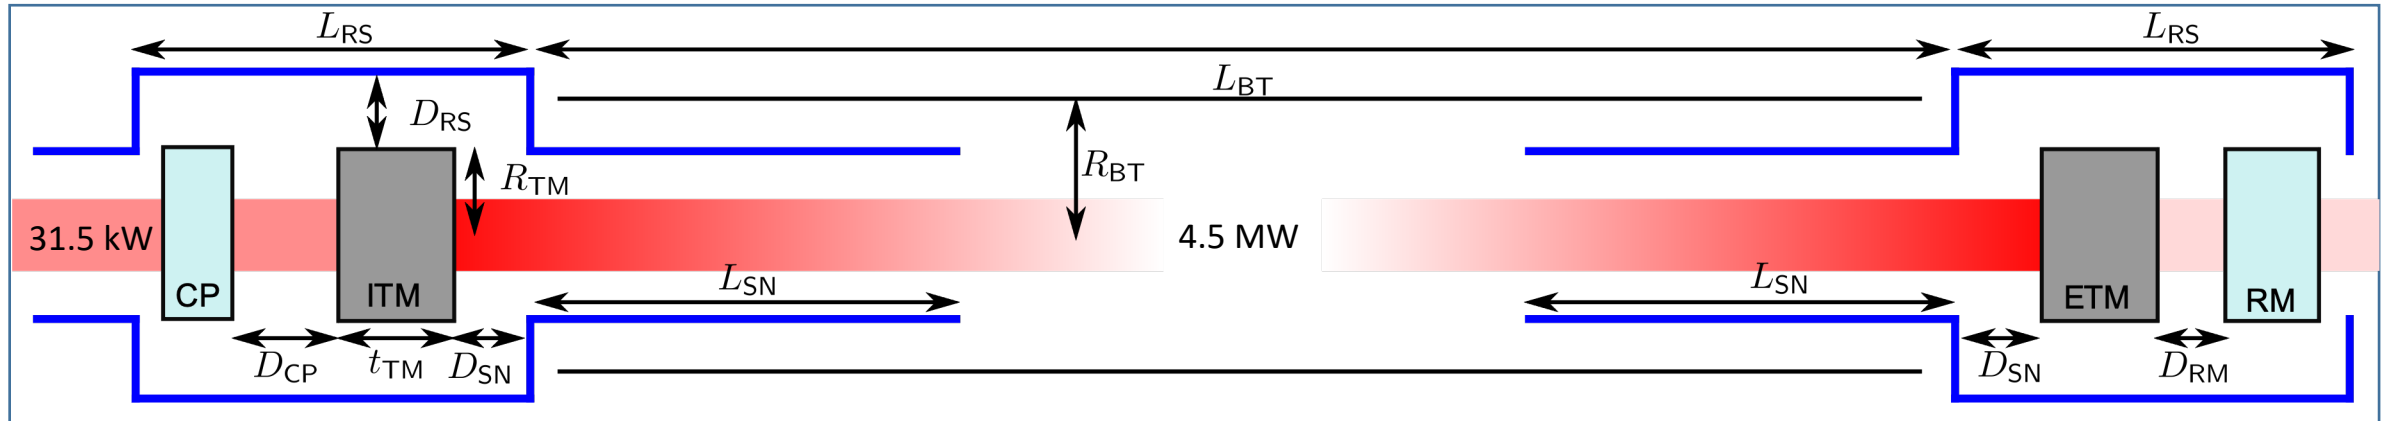 L_RS
L_RS
L_BT
D_RS
R_TM
R_BT
31.5 kW
4.5 MW
CP
ITM
L_SN
L_SN
ETM
RM
D_CP
t_TM
D_SN
D_SN
D_RM